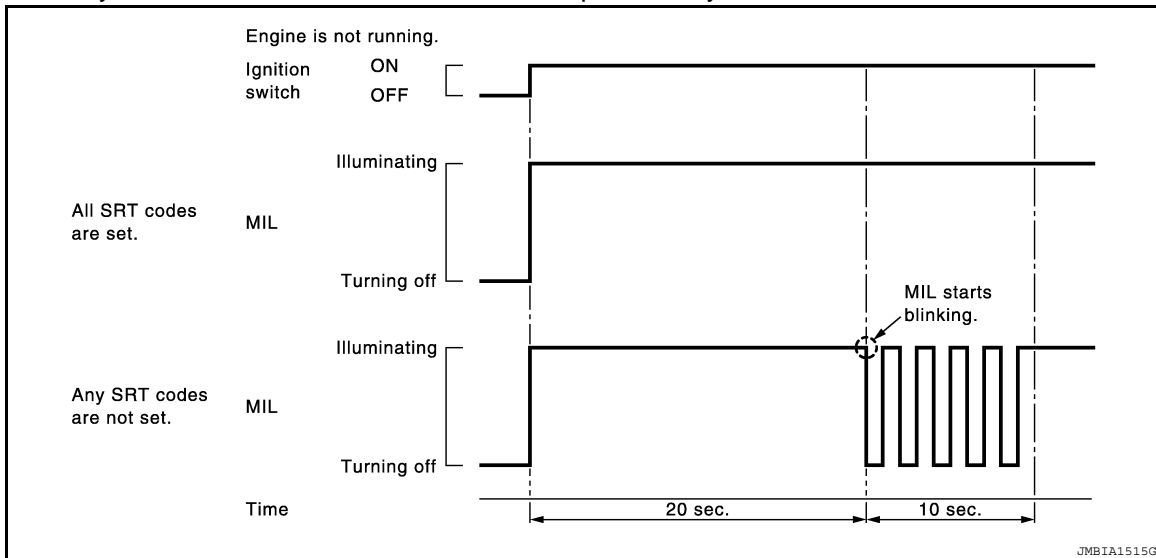 Engine is not running.
Ignition switch ON
OFF
Illuminating
All SRT codes are set.
MIL
Turning off
MIL starts blinking.
Illuminating
Any SRT codes are not set.
MIL
Turning off
Time
20 sec.
10 sec.
JMBIA1515G